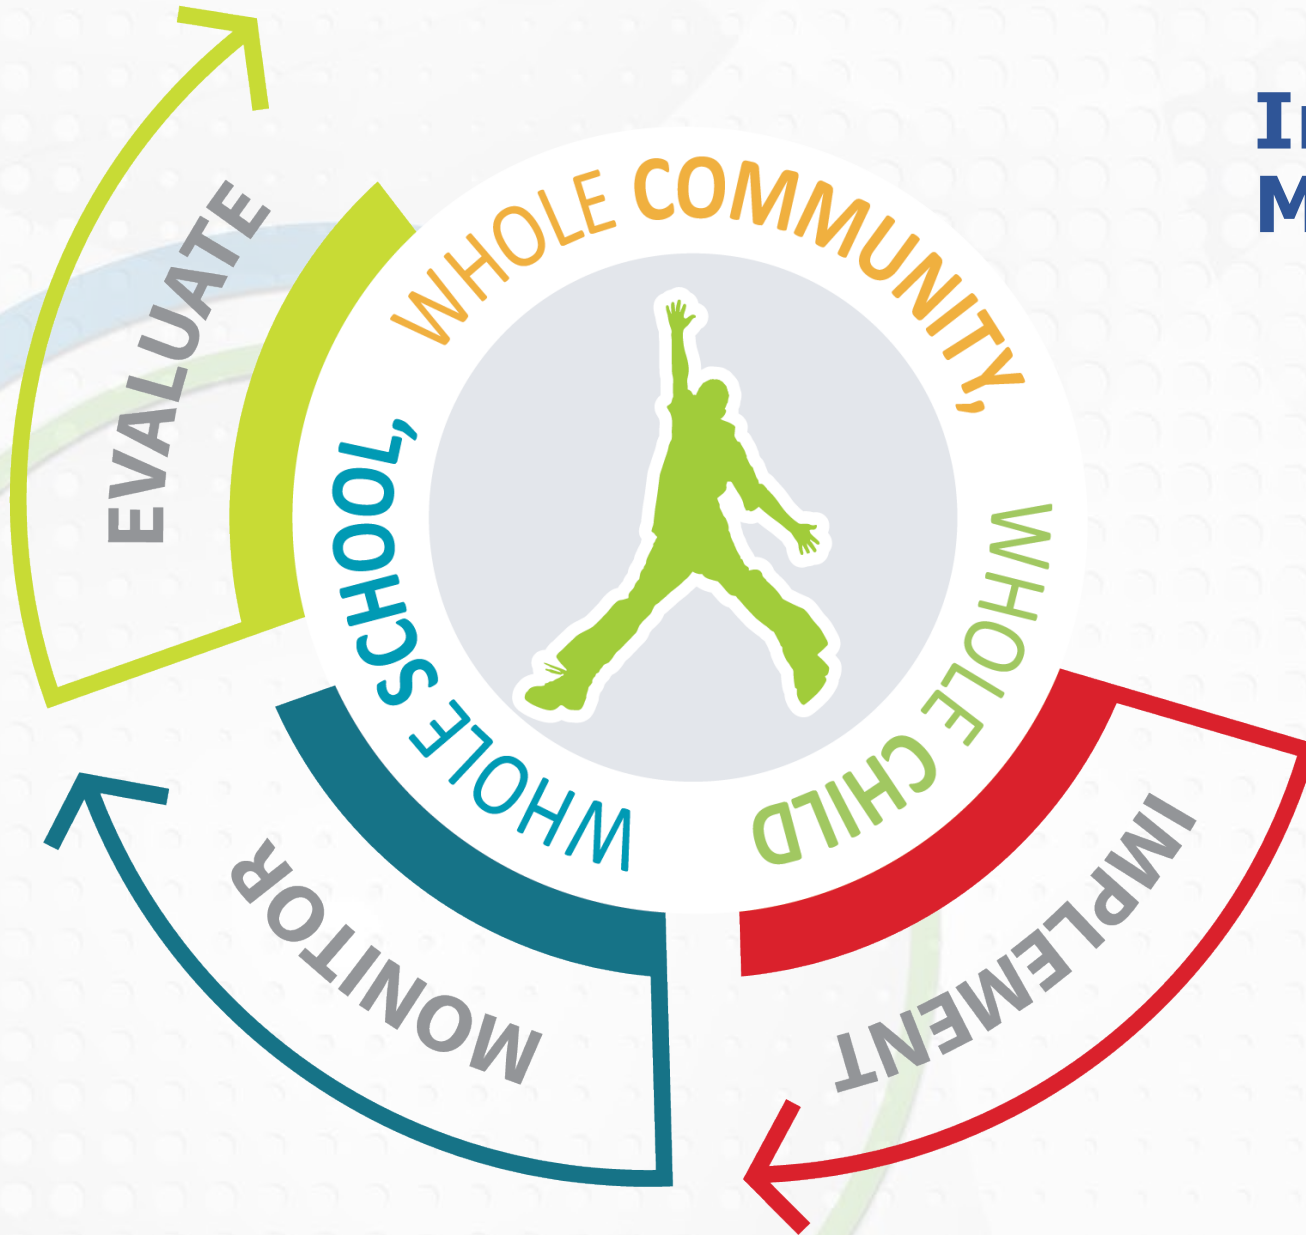 WHOLE SCHOOL,
WHOLE COMMUNITY,
WHOLE CHILD
IMPLEMENT
MONITOR
EVALUATE